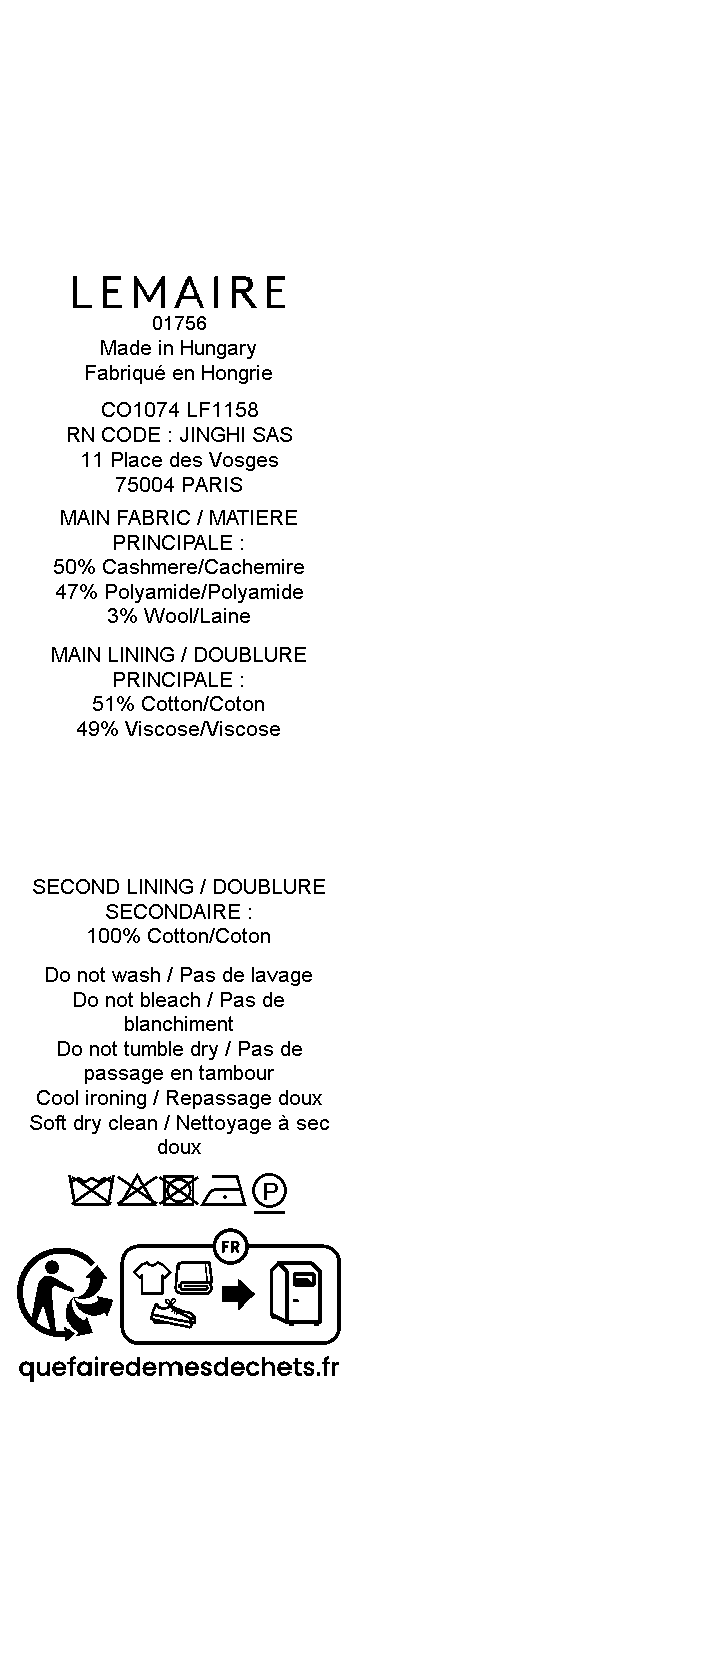 LEMAIRE
01756
Made in Hungary
Fabriqué en Hongrie
CO1074 LF1158
RN CODE : JINGHI SAS
11 Place des Vosges
75004 PARIS
MAIN FABRIC / MATIERE
PRINCIPALE :
50% Cashmere/Cachemire
47% Polyamide/Polyamide
3% Wool/Laine
MAIN LINING / DOUBLURE
PRINCIPALE :
51% Cotton/Coton
49% Viscose/Viscose
SECOND LINING / DOUBLURE
SECONDAIRE :
100% Cotton/Coton
Do not wash / Pas de lavage
Do not bleach / Pas de
blanchiment
Do not tumble dry / Pas de
passage en tambour
Cool ironing / Repassage doux
Soft dry clean / Nettoyage à sec
doux
P
FR
quefairedemesdechets.fr